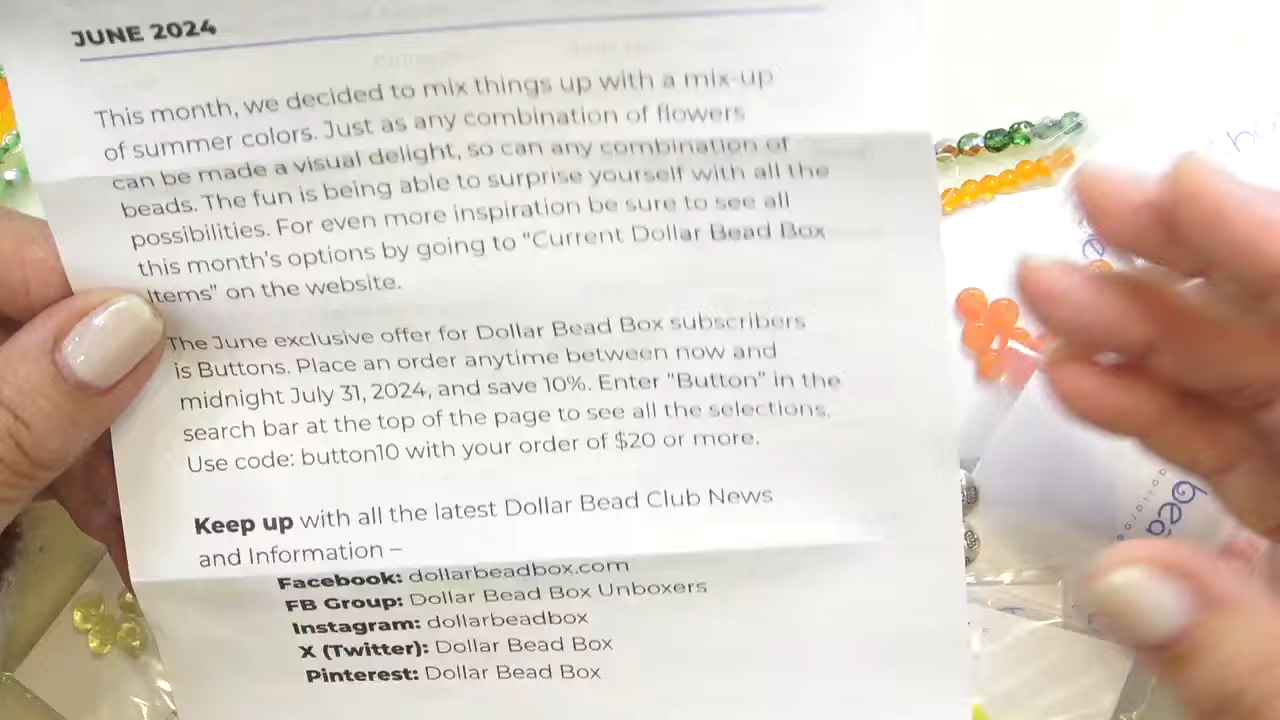 JUNE 2024
This month, we decided to mix things up with a mix-up
of summer colors. Just as any combination of flowers
can be made a visual delight, so can any combination of
beads. The fun is being able to surprise yourself with all the
possibilities. For even more inspiration be sure to see all
this month's options by going to "Current Dollar Bead Box
Items" on the website.
The June exclusive offer for Dollar Bead Box subscribers
is Buttons. Place an order anytime between now and
midnight July 31, 2024, and save 10%. Enter "Button" in the
search bar at the top of the page to see all the selections.
Use code: button10 with your order of $20 or more.
Keep up with all the latest Dollar Bead Club News
and Information –
Facebook: dollarbeadbox.com
FB Group: Dollar Bead Box Unboxers
Instagram: dollarbeadbox
X (Twitter): Dollar Bead Box
Pinterest: Dollar Bead Box